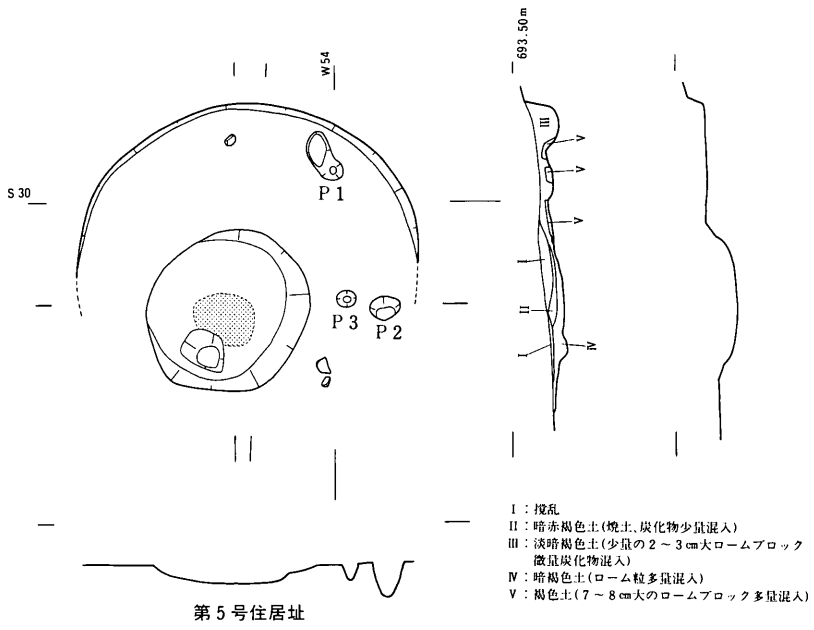 W54
693.50m
S30
P1
P3
P2
III
V
V
V
I
II
I
IV
I：撹乱
II：暗赤褐色土(焼土、炭化物少量混入)
III：淡暗褐色土(少量の2～3cm大ロームブロック
微量炭化物混入)
IV：暗褐色土(ローム粒多量混入)
V：褐色土(7～8cm大のロームブロック多量混入)
第5号住居址